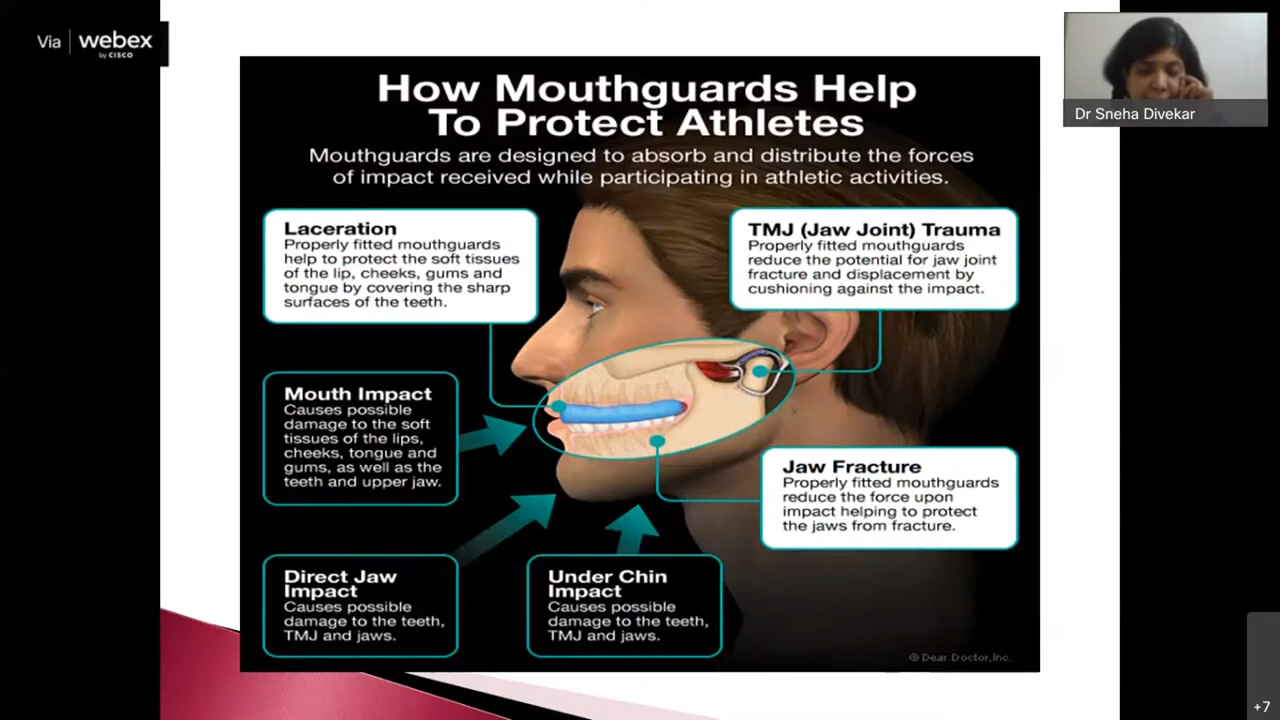 Via webex
by CISCO
Dr Sneha Divekar
How Mouthguards Help
To Protect Athletes
Mouthguards are designed to absorb and distribute the forces
of impact received while participating in athletic activities.
Laceration
Properly fitted mouthguards
help to protect the soft tissues
of the lip, cheeks, gums and
tongue by covering the sharp
surfaces of the teeth.
TMJ (Jaw Joint) Trauma
Properly fitted mouthguards
reduce the potential for jaw joint
fracture and displacement by
cushioning against the impact.
Mouth Impact
Causes possible
damage to the soft
tissues of the lips,
cheeks, tongue and
gums, as well as the
teeth and upper jaw.
Jaw Fracture
Properly fitted mouthguards
reduce the force upon
impact helping to protect
the jaws from fracture.
Direct Jaw
Impact
Causes possible
damage to the teeth,
TMJ and jaws.
Under Chin
Impact
Causes possible
damage to the teeth,
TMJ and jaws.
© Dear Doctor, Inc.
+7